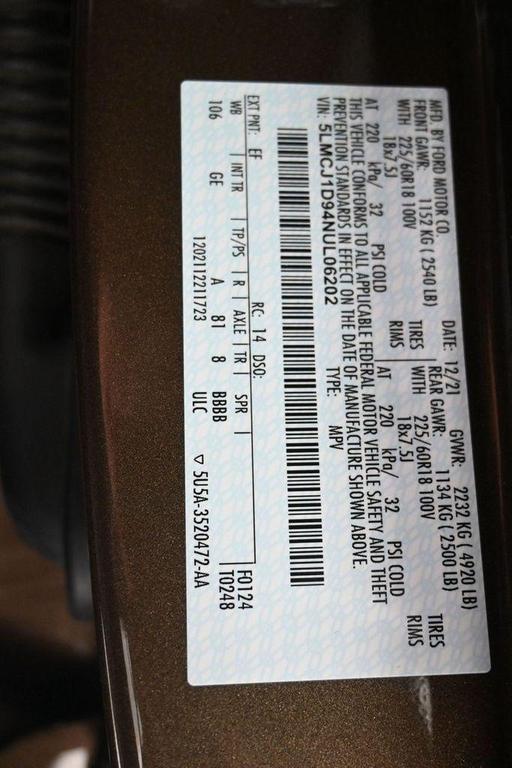 MFD. BY FORD MOTOR CO.
DATE: 12/21 GVWR: 2232 KG ( 4920 LB)
FRONT GAWR: 1152 KG ( 2540 LB) REAR GAWR: 1134 KG ( 2500 LB)
WITH 225/60R18 100V TIRES WITH 225/60R18 100V TIRES
18x7.5J RIMS 18x7.5J RIMS
AT 220 kPa/ 32 PSI COLD AT 220 kPa/ 32 PSI COLD
THIS VEHICLE CONFORMS TO ALL APPLICABLE FEDERAL MOTOR VEHICLE SAFETY AND THEFT
PREVENTION STANDARDS IN EFFECT ON THE DATE OF MANUFACTURE SHOWN ABOVE.
VIN: 5LMCJ1D94NUL06202 TYPE: MPV
EXT PNT: EF RC: 14 DSO: F0124
WB INT TR TP/PS R AXLE TR SPR T0248
106 GE A 81 8 BBBB
1202112211723 ULC ▽ 5U5A-3520472-AA